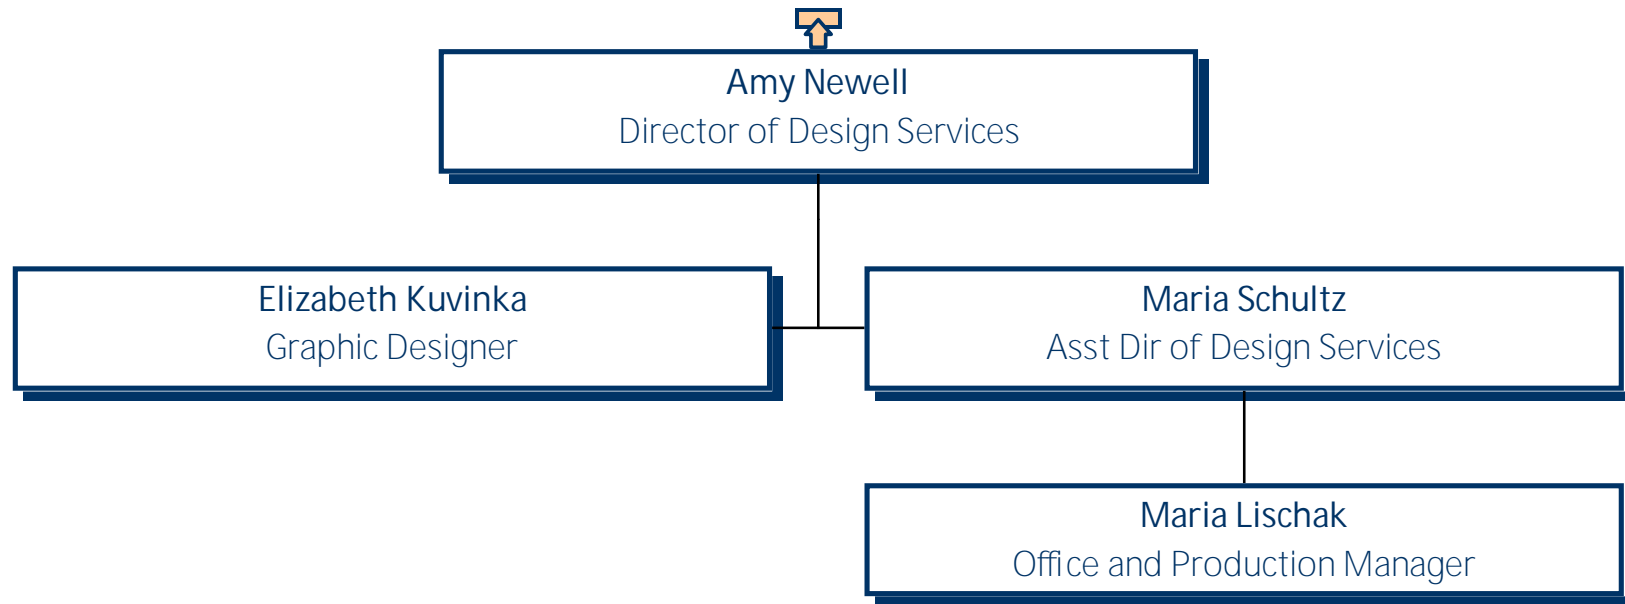 Amy Newell
Director of Design Services
Elizabeth Kuvinka
Graphic Designer
Maria Schultz
Asst Dir of Design Services
Maria Lischak
Office and Production Manager